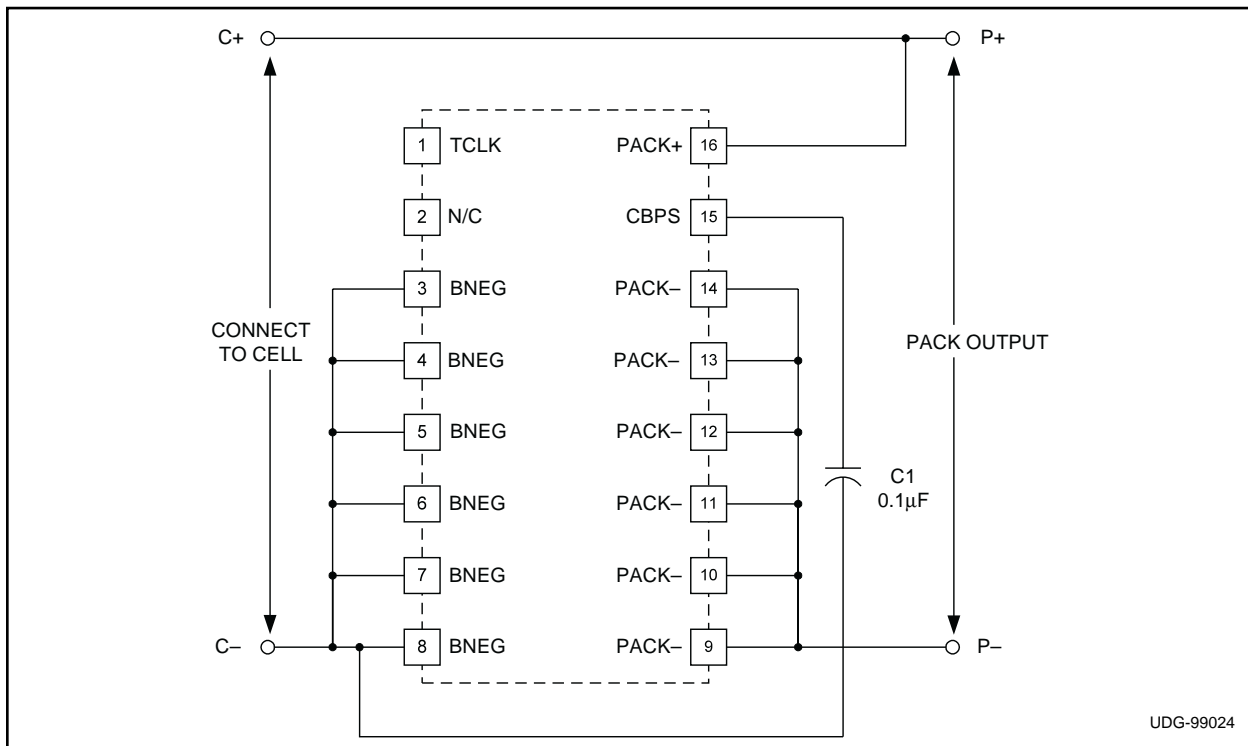 C+
P+
1 TCLK
PACK+ 16
2 N/C
CBPS 15
3 BNEG
PACK– 14
CONNECT
TO CELL
4 BNEG
PACK– 13
PACK OUTPUT
5 BNEG
PACK– 12
6 BNEG
PACK– 11
C1
0.1µF
7 BNEG
PACK– 10
C–
8 BNEG
PACK– 9
P–
UDG-99024